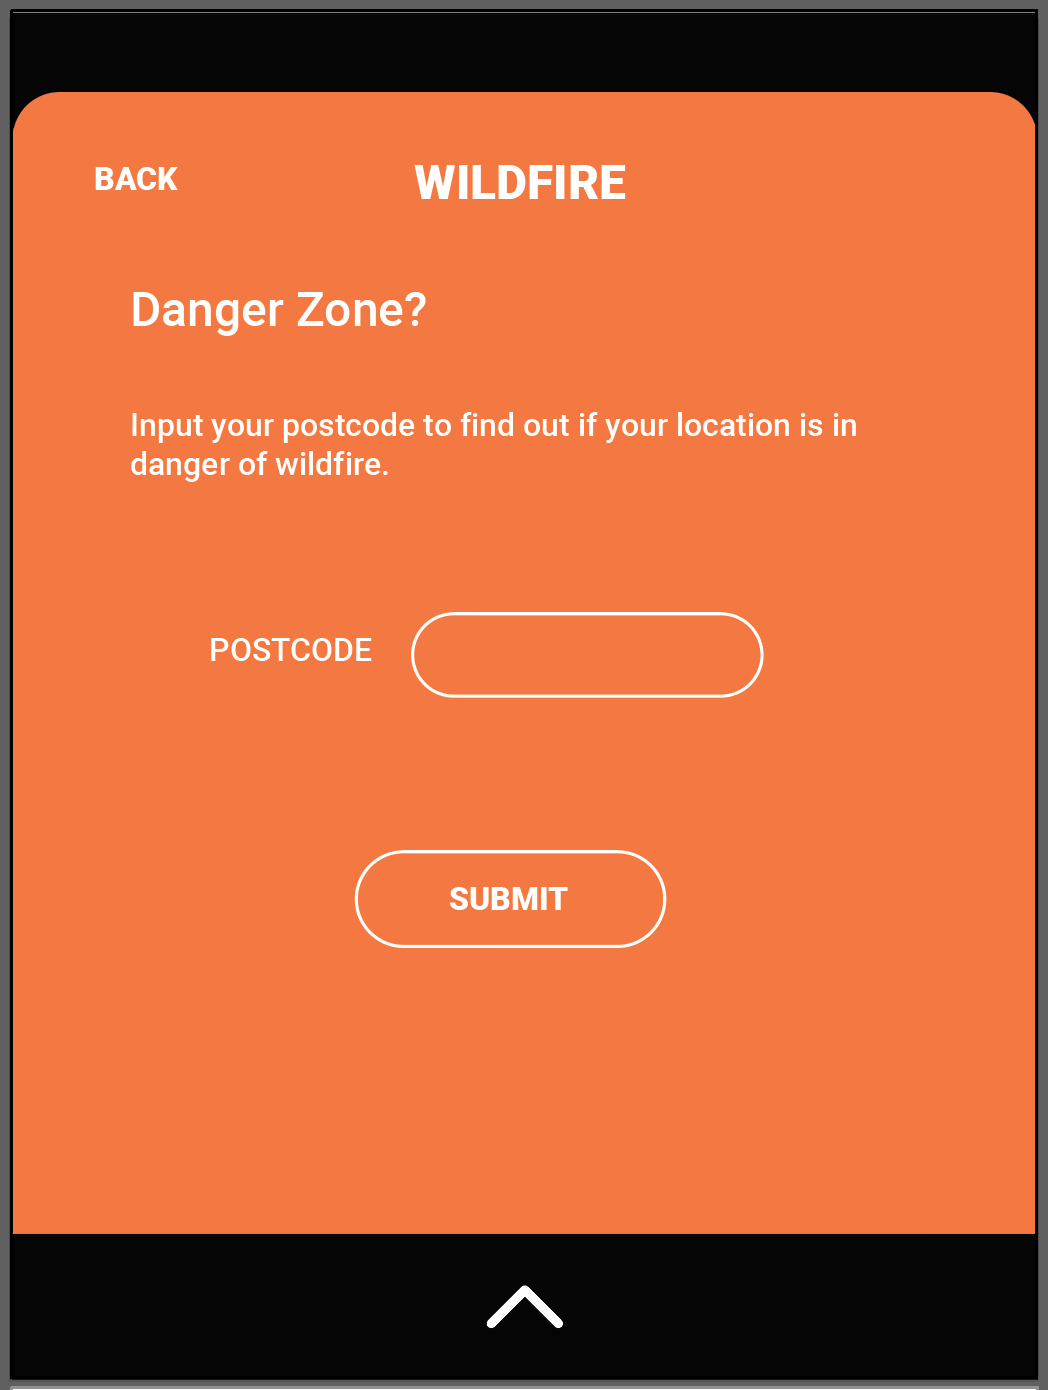 BACK
WILDFIRE
Danger Zone?
Input your postcode to find out if your location is in
danger of wildfire.
POSTCODE
SUBMIT